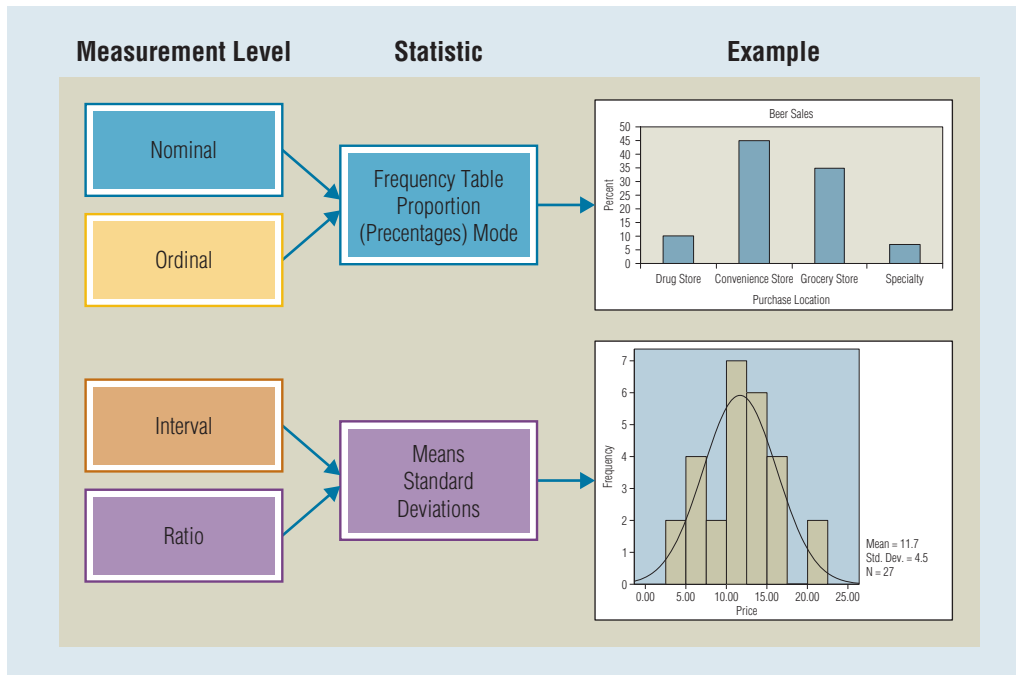 Measurement Level
Statistic
Example
Nominal
Ordinal
Frequency Table
Proportion
(Precentages) Mode
Beer Sales
50
45
40
35
30
25
20
15
10
5
0
Percent
Drug Store
Convenience Store
Grocery Store
Specialty
Purchase Location
Interval
Ratio
Means
Standard
Deviations
7
6
5
4
3
2
1
0
Frequency
0.00
5.00
10.00
15.00
20.00
25.00
Price
Mean = 11.7
Std. Dev. = 4.5
N = 27